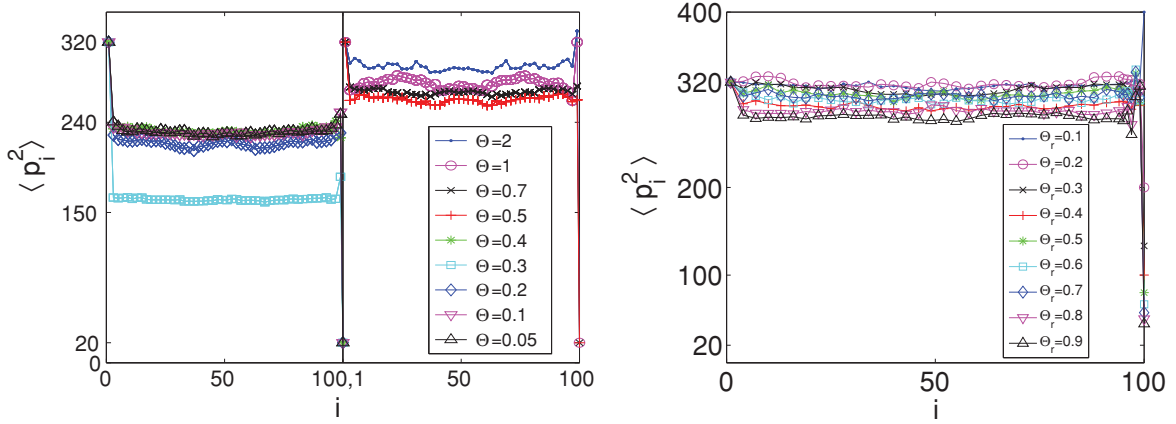 320
240
150
20
0
⟨ p_i^2 ⟩
0
50
100,1
50
100
i
Θ=2
Θ=1
Θ=0.7
Θ=0.5
Θ=0.4
Θ=0.3
Θ=0.2
Θ=0.1
Θ=0.05
400
320
200
100
20
⟨ p_i^2 ⟩
0
50
100
i
Θ_r=0.1
Θ_r=0.2
Θ_r=0.3
Θ_r=0.4
Θ_r=0.5
Θ_r=0.6
Θ_r=0.7
Θ_r=0.8
Θ_r=0.9